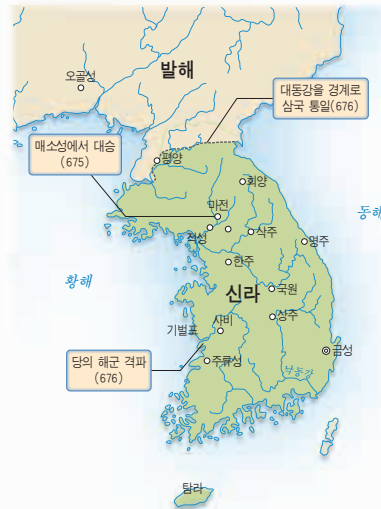 오골성
발해
대동강을 경계로
삼국 통일(676)
매소성에서 대승
(675)
평양
회양
마전
동해
적성
삭주
명주
한주
황해
신라
국원
기벌포
사비
상주
당의 해군 격파
(676)
주류성
금성
낙동강
탐라